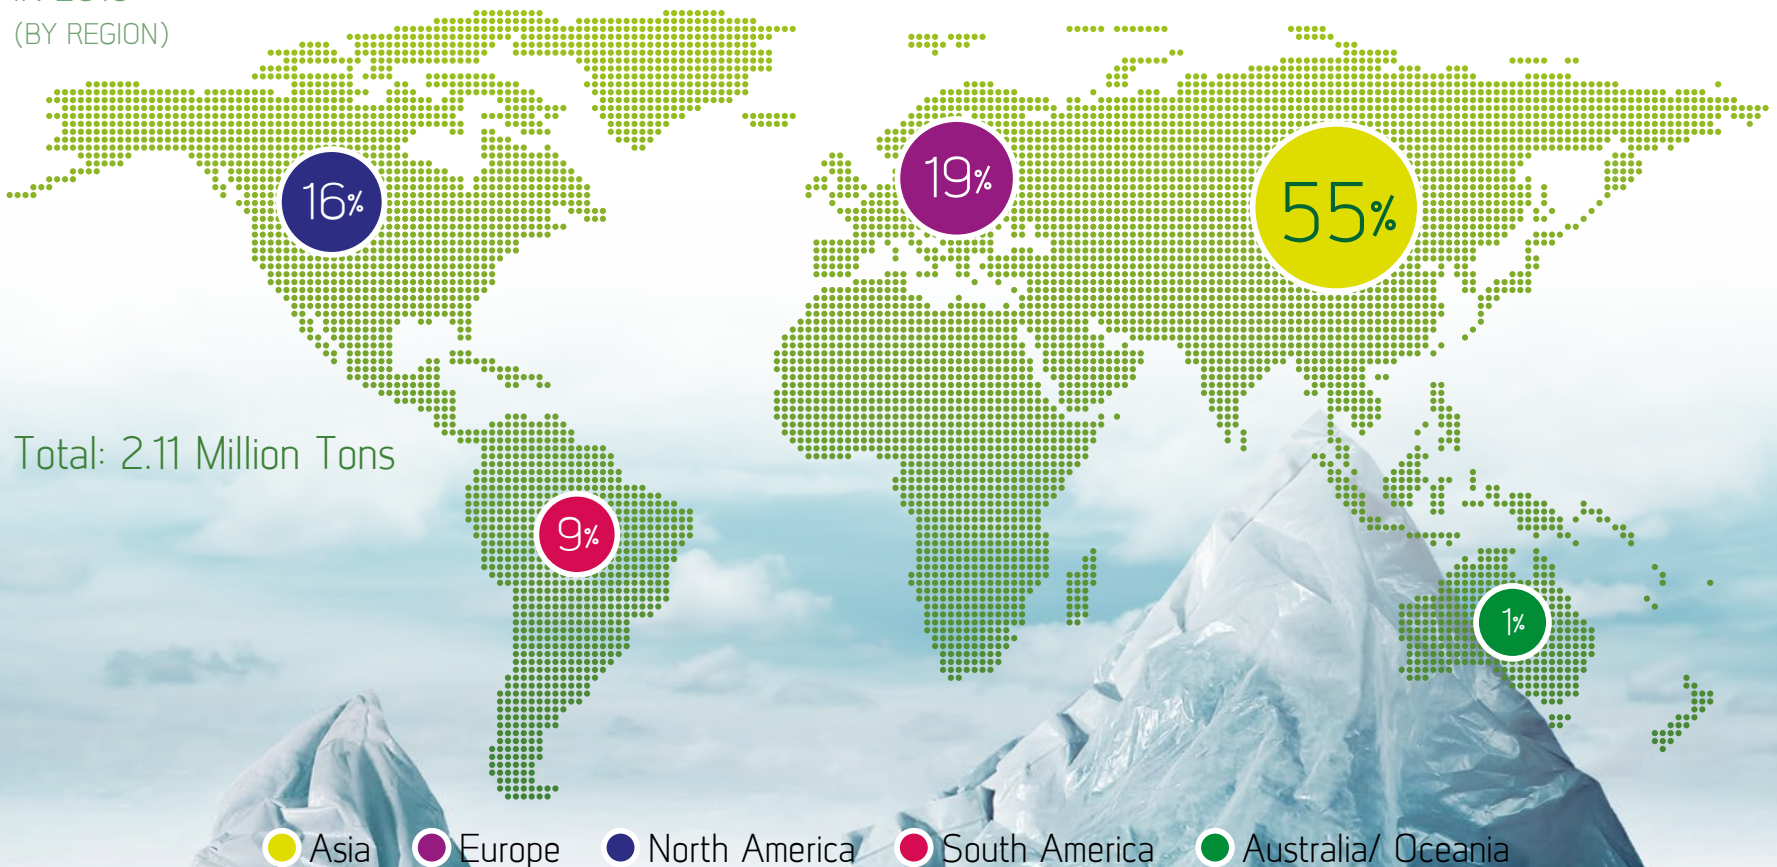 (BY REGION)
16%
19%
55%
Total: 2.11 Million Tons
9%
1%
Asia
Europe
North America
South America
Australia/ Oceania